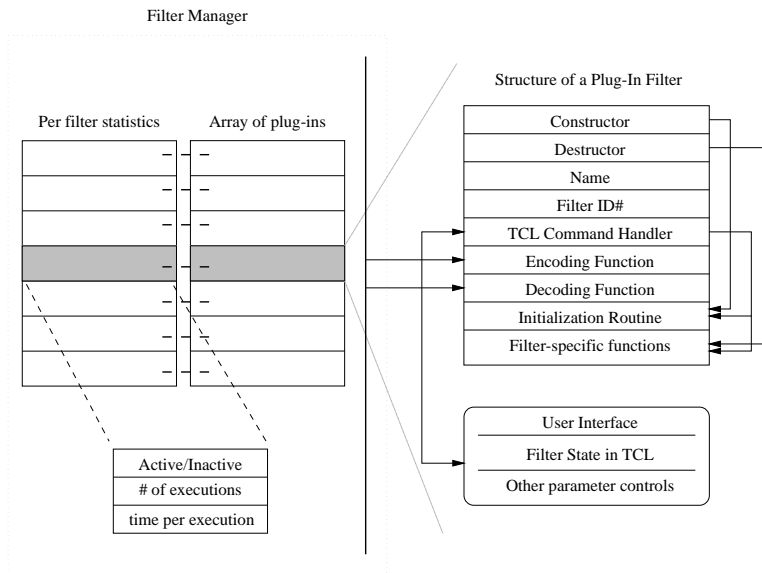 Filter Manager
Per filter statistics
Array of plug-ins
Active/Inactive
# of executions
time per execution
Structure of a Plug-In Filter
Constructor
Destructor
Name
Filter ID#
TCL Command Handler
Encoding Function
Decoding Function
Initialization Routine
Filter-specific functions
User Interface
Filter State in TCL
Other parameter controls